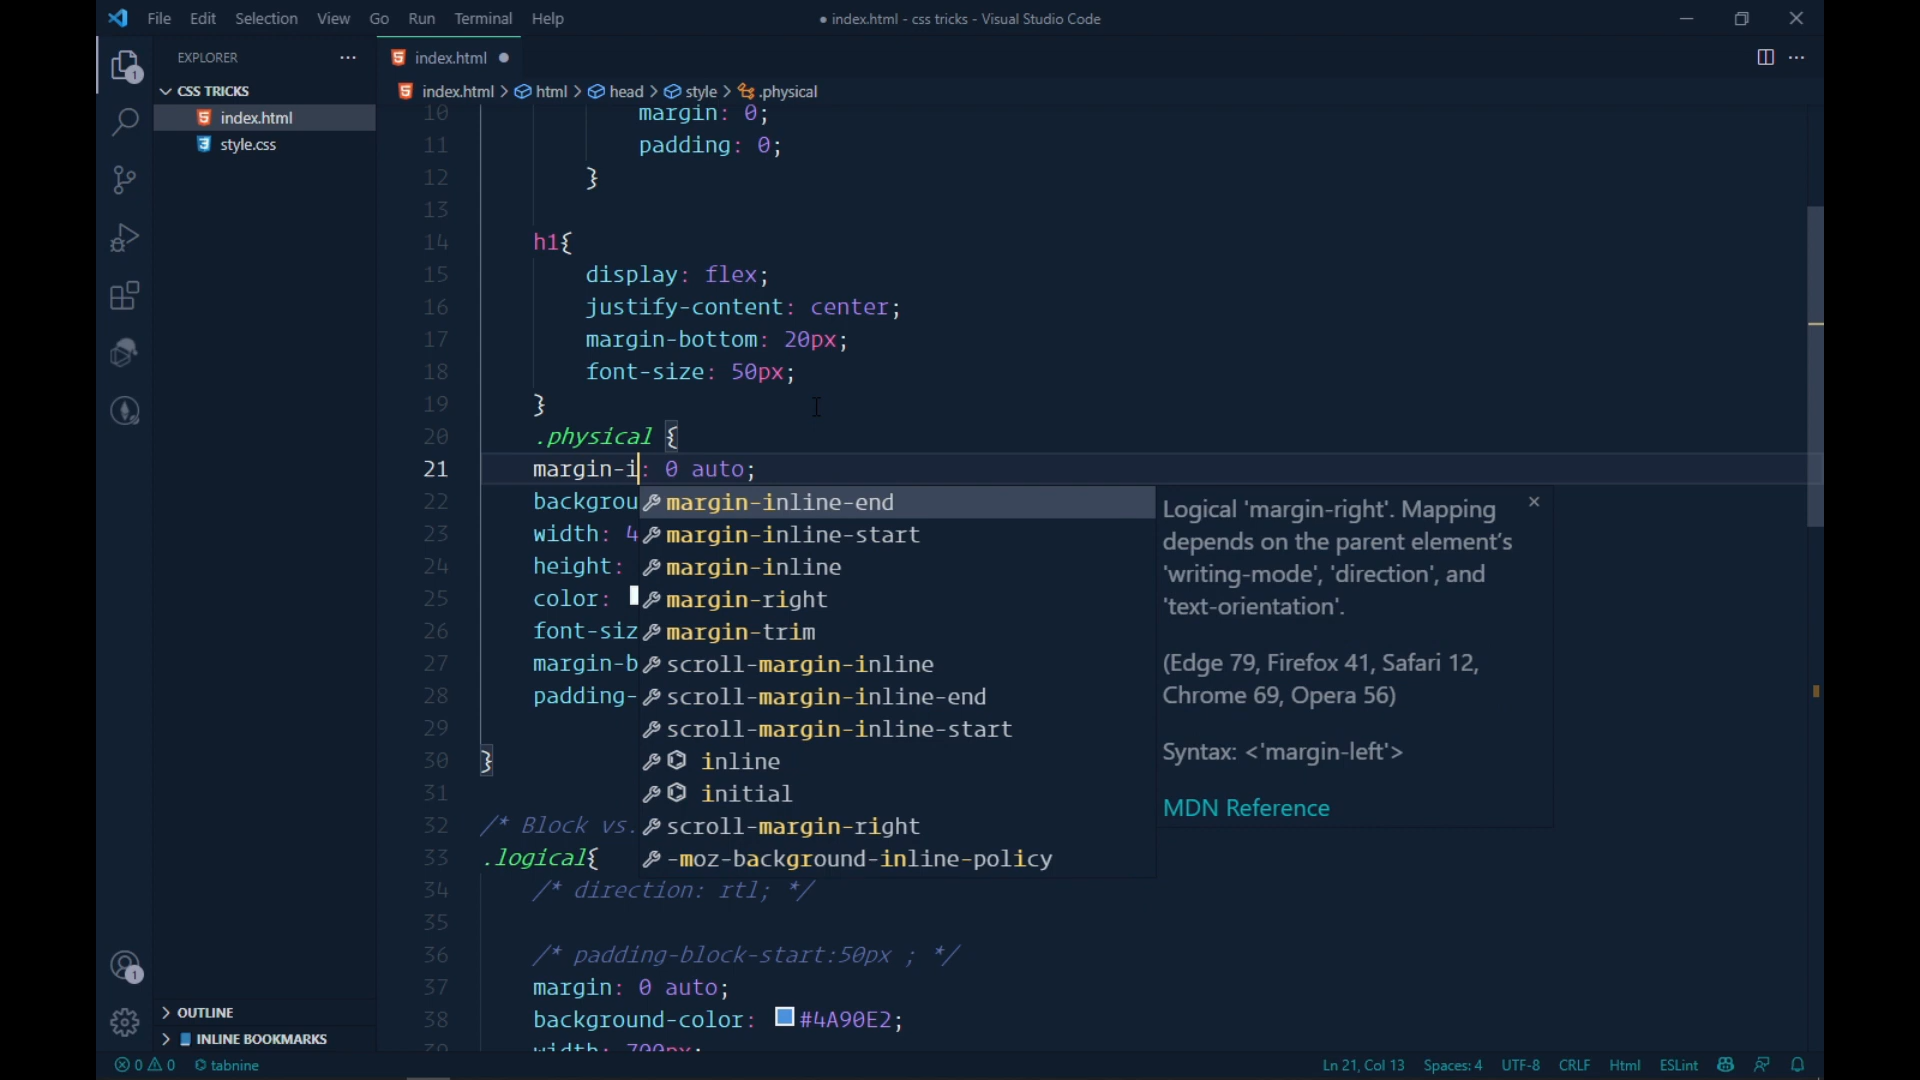 File Edit Selection View Go Run Terminal Help
● index.html - css tricks - Visual Studio Code
EXPLORER
CSS TRICKS
index.html
style.css
index.html
index.html > html > head > style > .physical
10 margin: 0;
11 padding: 0;
12 }
13
14 h1{
15 display: flex;
16 justify-content: center;
17 margin-bottom: 20px;
18 font-size: 50px;
19 }
20 .physical {
21 margin-i: 0 auto;
22 backgrou
23 width: 4
24 height:
25 color:
26 font-siz
27 margin-b
28 padding-
29
30 }
31
32 /* Block vs.
33 .logical{
34 /* direction: rtl; */
35
36 /* padding-block-start:50px ; */
37 margin: 0 auto;
38 background-color: #4A90E2;
39 width: 700px;
margin-inline-end
margin-inline-start
margin-inline
margin-right
margin-trim
scroll-margin-inline
scroll-margin-inline-end
scroll-margin-inline-start
inline
initial
scroll-margin-right
-moz-background-inline-policy
Logical 'margin-right'. Mapping
depends on the parent element's
'writing-mode', 'direction', and
'text-orientation'.
(Edge 79, Firefox 41, Safari 12,
Chrome 69, Opera 56)
Syntax: <'margin-left'>
MDN Reference
1
1
OUTLINE
INLINE BOOKMARKS
0 0 tabnine
Ln 21, Col 13 Spaces: 4 UTF-8 CRLF Html ESLint